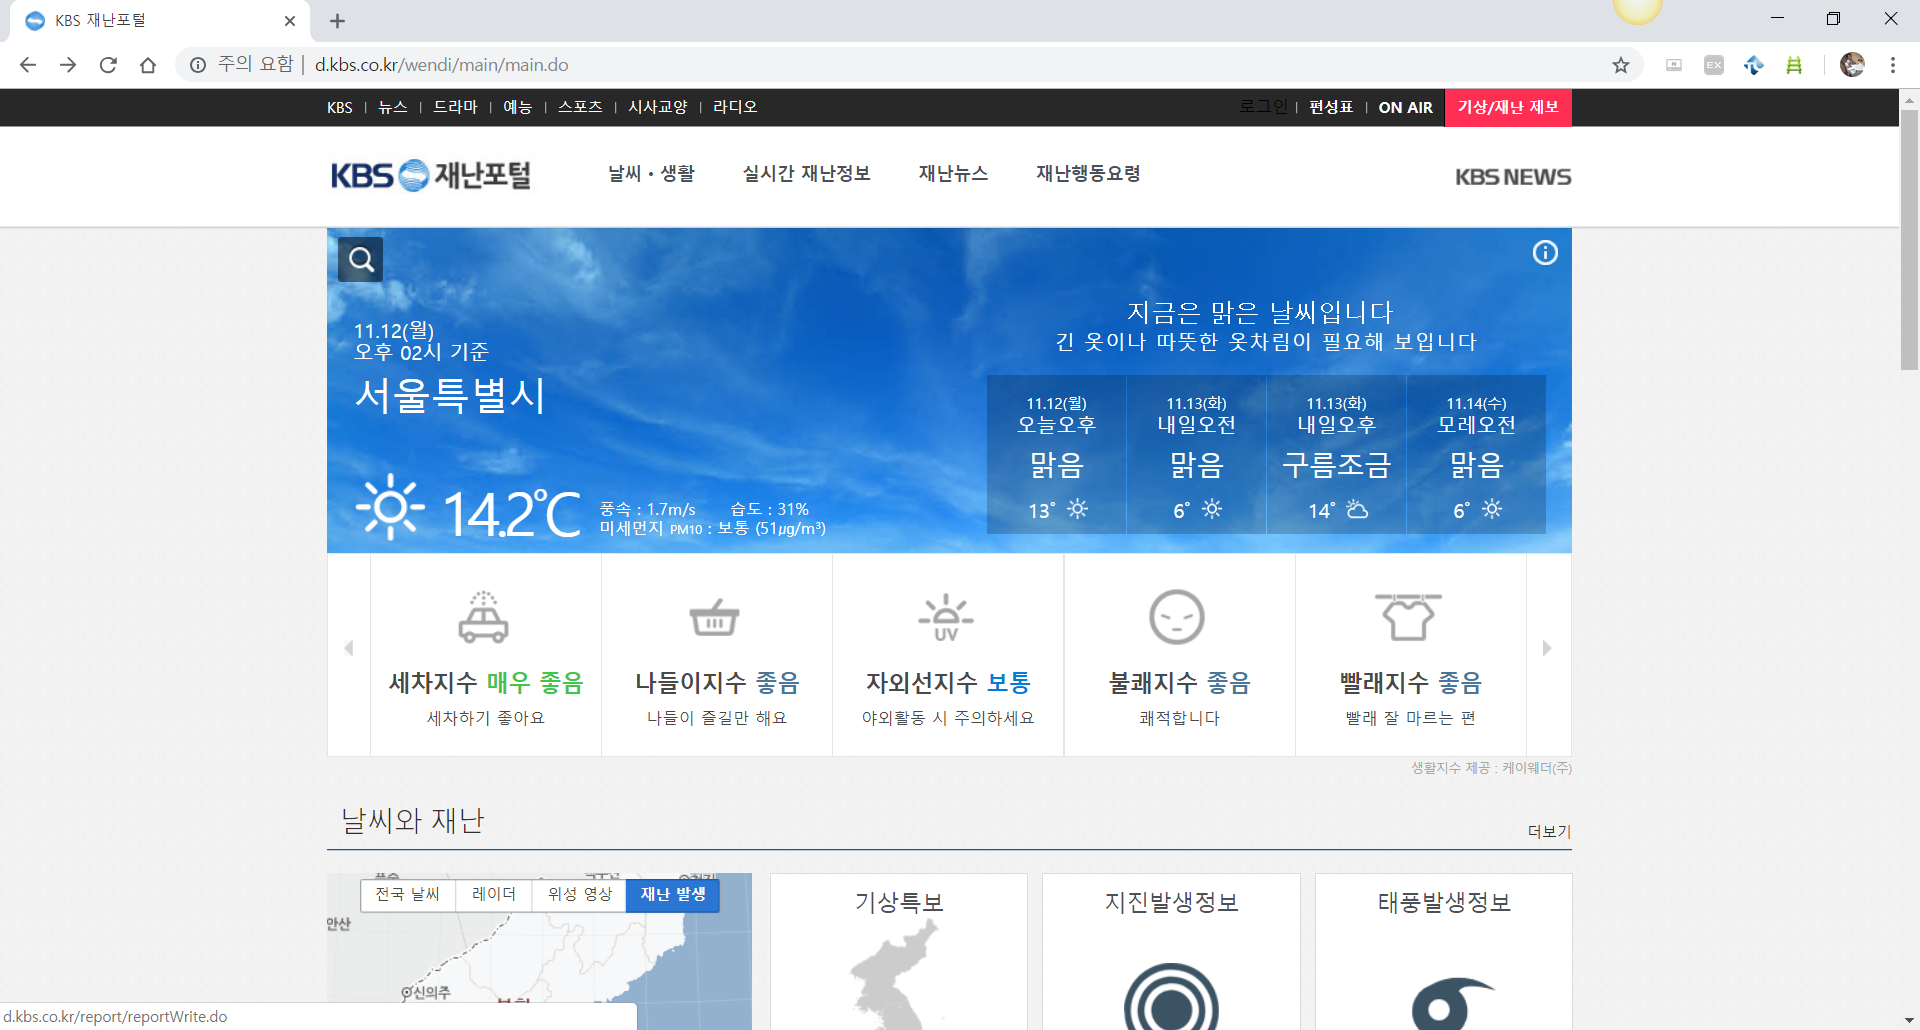 KBS 재난포털
주의 요함 | d.kbs.co.kr/wendi/main/main.do
KBS | 뉴스 | 드라마 | 예능 | 스포츠 | 시사교양 | 라디오
로그인 | 편성표 | ON AIR 기상/재난 제보
KBS 재난포털
날씨・생활 실시간 재난정보 재난뉴스 재난행동요령
KBS NEWS
11.12(월)
오후 02시 기준
서울특별시
14.2℃
풍속 : 1.7m/s 습도 : 31%
미세먼지 PM10 : 보통 (51㎍/m³)
지금은 맑은 날씨입니다
긴 옷이나 따뜻한 옷차림이 필요해 보입니다
11.12(월) 11.13(화) 11.13(화) 11.14(수)
오늘오후 내일오전 내일오후 모레오전
맑음 맑음 구름조금 맑음
13° 6° 14° 6°
UV
세차지수 매우 좋음 나들이지수 좋음 자외선지수 보통 불쾌지수 좋음 빨래지수 좋음
세차하기 좋아요 나들이 즐길만 해요 야외활동 시 주의하세요 쾌적합니다 빨래 잘 마르는 편
생활지수 제공 : 케이웨더(주)
날씨와 재난
더보기
전국 날씨 레이더 위성 영상 재난 발생
안산
신의주
기상특보 지진발생정보 태풍발생정보
d.kbs.co.kr/report/reportWrite.do